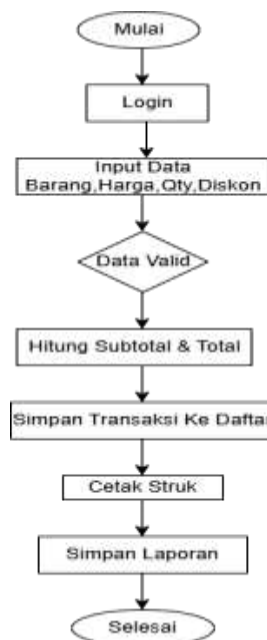 Mulai
Login
Input Data
Barang,Harga,Qty,Diskon
Data Valid
Hitung Subtotal & Total
Simpan Transaksi Ke Daftar
Cetak Struk
Simpan Laporan
Selesai